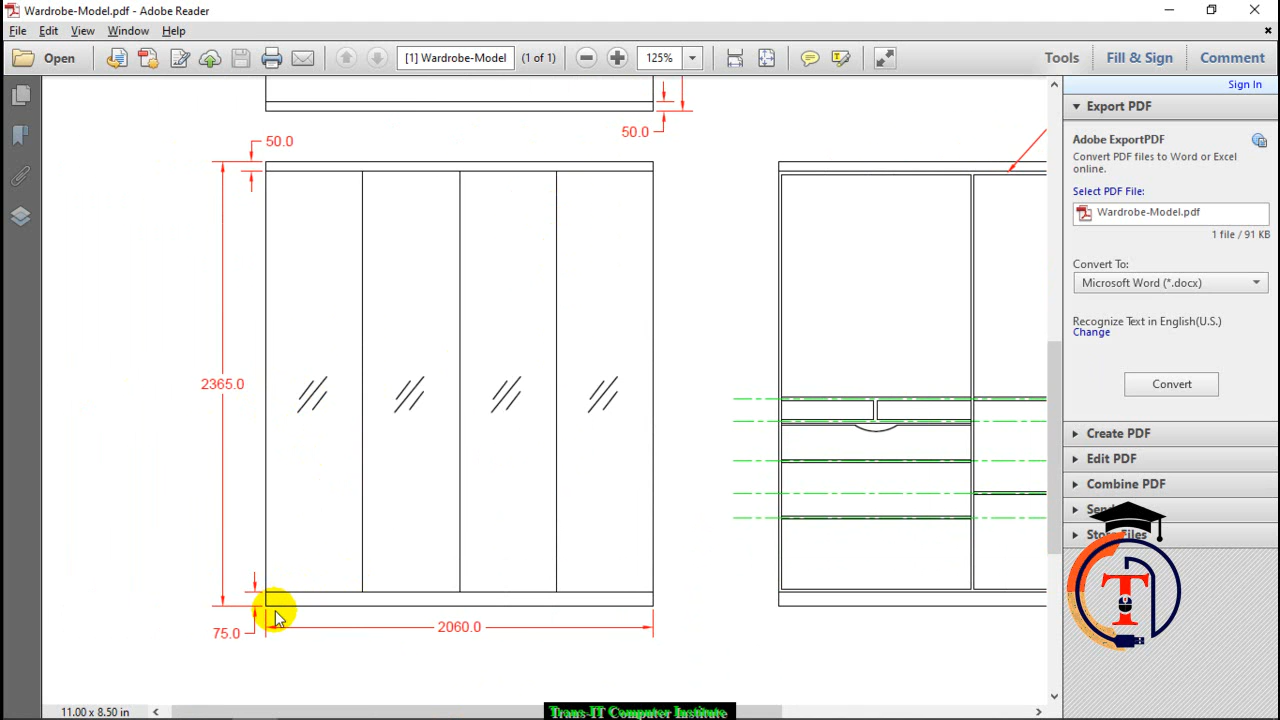 Wardrobe-Model.pdf - Adobe Reader
File Edit View Window Help
Open [1] Wardrobe-Model (1 of 1) 125% Tools Fill & Sign Comment
Sign In
Export PDF
Adobe ExportPDF
Convert PDF files to Word or Excel
online.
Select PDF File:
Wardrobe-Model.pdf
1 file / 91 KB
Convert To:
Microsoft Word (*.docx)
Recognize Text in English(U.S.)
Change
Convert
Create PDF
Edit PDF
Combine PDF
Store Files
50.0
50.0
2365.0
75.0
2060.0
11.00 x 8.50 in
Trans-IT Computer Institute
T